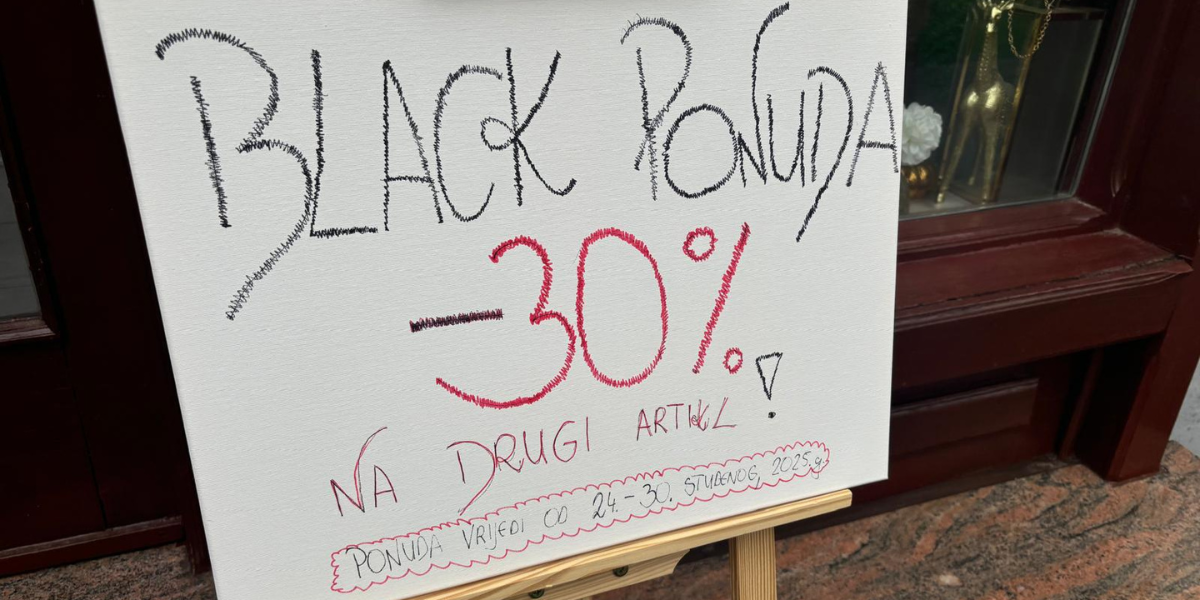 BLACK PONUDA
-30%
NA DRUGI ARTIKL!
PONUDA VRIJEDI OD 24.-30. STUDENOG, 2025.g.